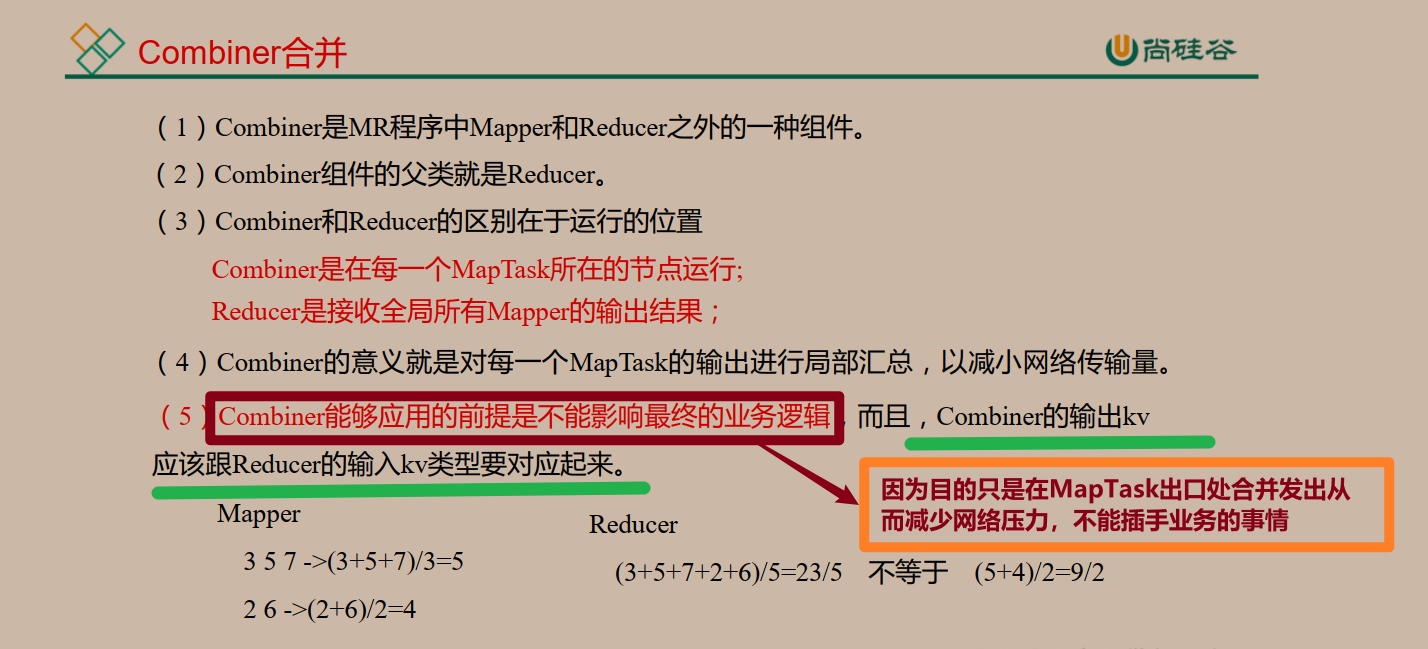 Combiner合并
尚硅谷
（1）Combiner是MR程序中Mapper和Reducer之外的一种组件。
（2）Combiner组件的父类就是Reducer。
（3）Combiner和Reducer的区别在于运行的位置
Combiner是在每一个MapTask所在的节点运行;
Reducer是接收全局所有Mapper的输出结果；
（4）Combiner的意义就是对每一个MapTask的输出进行局部汇总，以减小网络传输量。
（5）Combiner能够应用的前提是不能影响最终的业务逻辑，而且，Combiner的输出kv
应该跟Reducer的输入kv类型要对应起来。
因为目的只是在MapTask出口处合并发出从
而减少网络压力，不能插手业务的事情
Mapper
Reducer
3 5 7 ->(3+5+7)/3=5
(3+5+7+2+6)/5=23/5 不等于 (5+4)/2=9/2
2 6 ->(2+6)/2=4